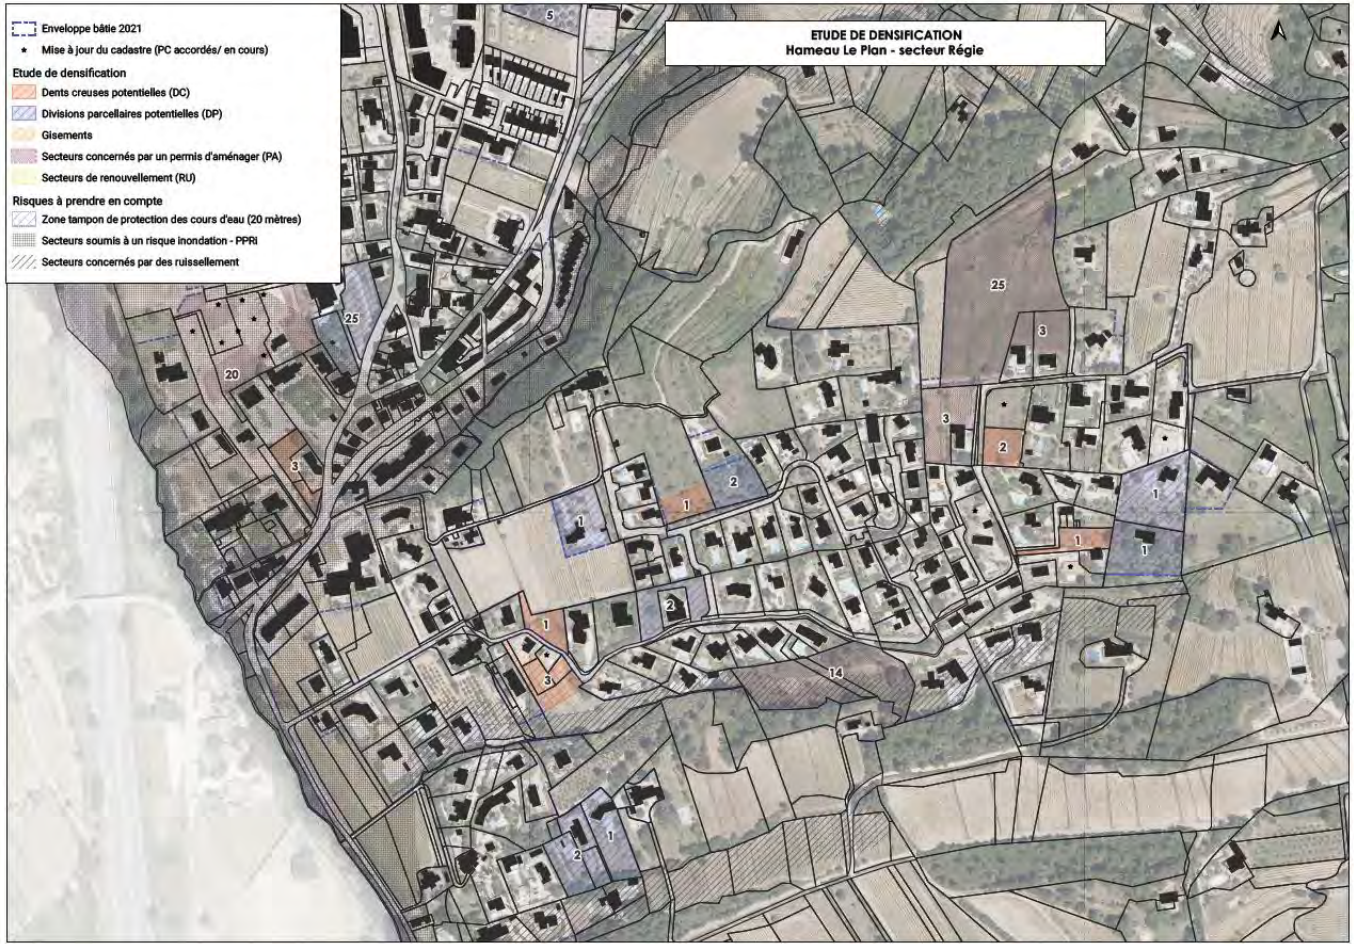 ETUDE DE DENSIFICATION
Hameau Le Plan - secteur Régie
Enveloppe bâtie 2021
Mise à jour du cadastre (PC accordés/ en cours)
Etude de densification
Dents creuses potentielles (DC)
Divisions parcellaires potentielles (DP)
Gisements
Secteurs concernés par un permis d'aménager (PA)
Secteurs de renouvellement (RU)
Risques à prendre en compte
Zone tampon de protection des cours d'eau (20 mètres)
Secteurs soumis à un risque inondation - PPRI
Secteurs concernés par des ruissellement
5
25
25
3
20
3
2
3
2
1
1
1
1
1
2
1
3
14
1
2